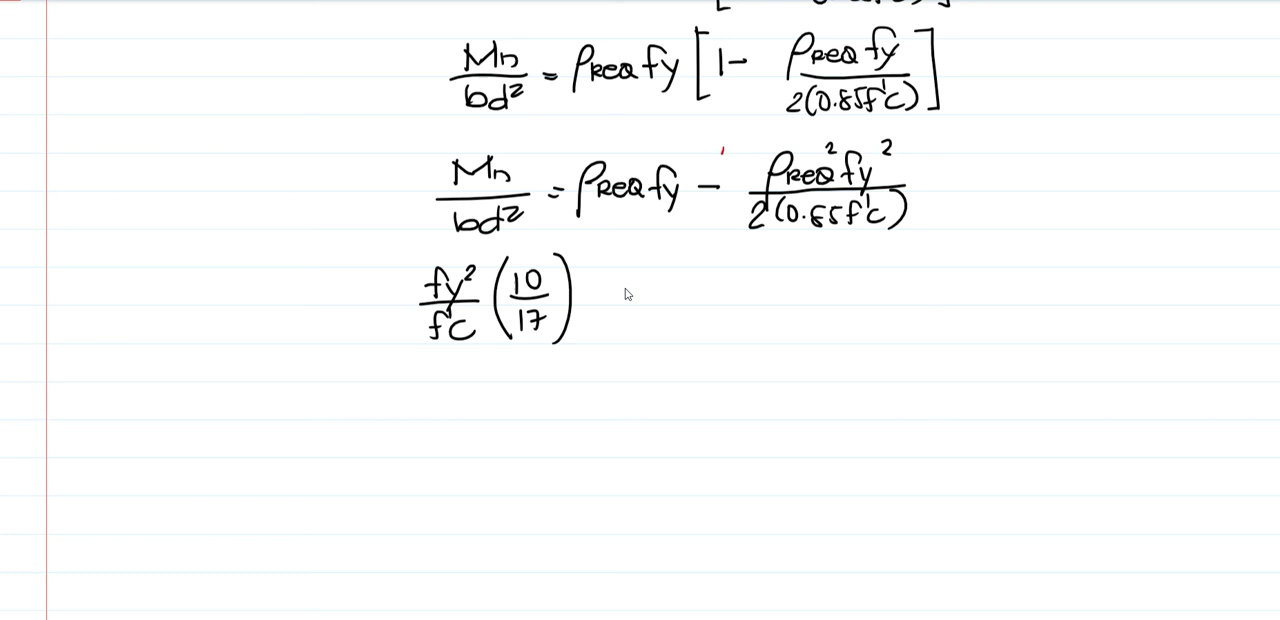 Mn/bd² = ρREQ fy [1 - ρREQ fy / 2(0.85f'c)]
Mn/bd² = ρREQ fy - ρREQ² fy² / 2(0.85f'c)
fy²/f'c (10/17)